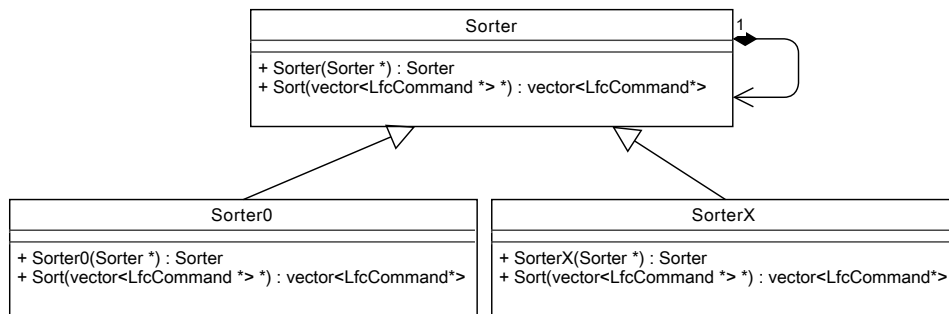 Sorter
1
+ Sorter(Sorter *) : Sorter
+ Sort(vector<LfcCommand *> *) : vector<LfcCommand*>
Sorter0
+ Sorter0(Sorter *) : Sorter
+ Sort(vector<LfcCommand *> *) : vector<LfcCommand*>
SorterX
+ SorterX(Sorter *) : Sorter
+ Sort(vector<LfcCommand *> *) : vector<LfcCommand*>